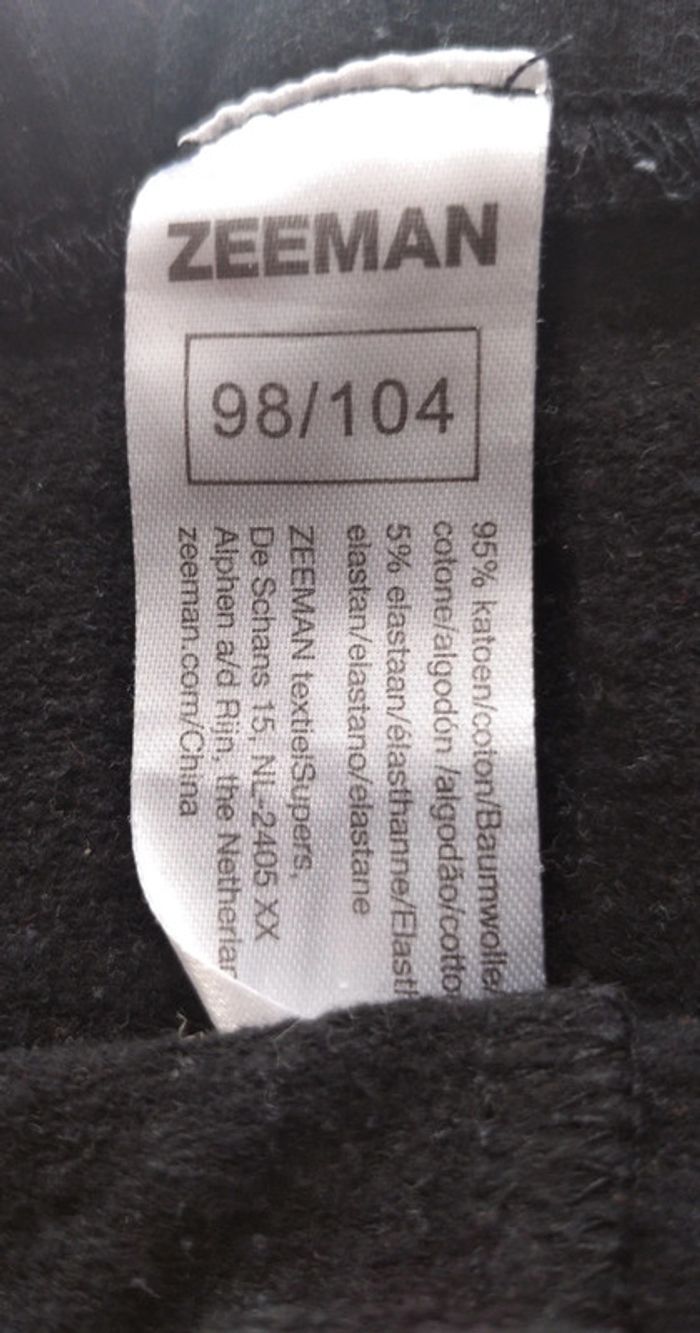 ZEEMAN
98/104
95% katoen/coton/Baumwolle/
cotone/algodón /algodão/cotto
5% elastaan/élasthanne/Elast
elastan/elastano/elastane
ZEEMAN textielSupers,
De Schans 15, NL-2405 XX
Alphen a/d Rijn, the Netherlan
zeeman.com/China